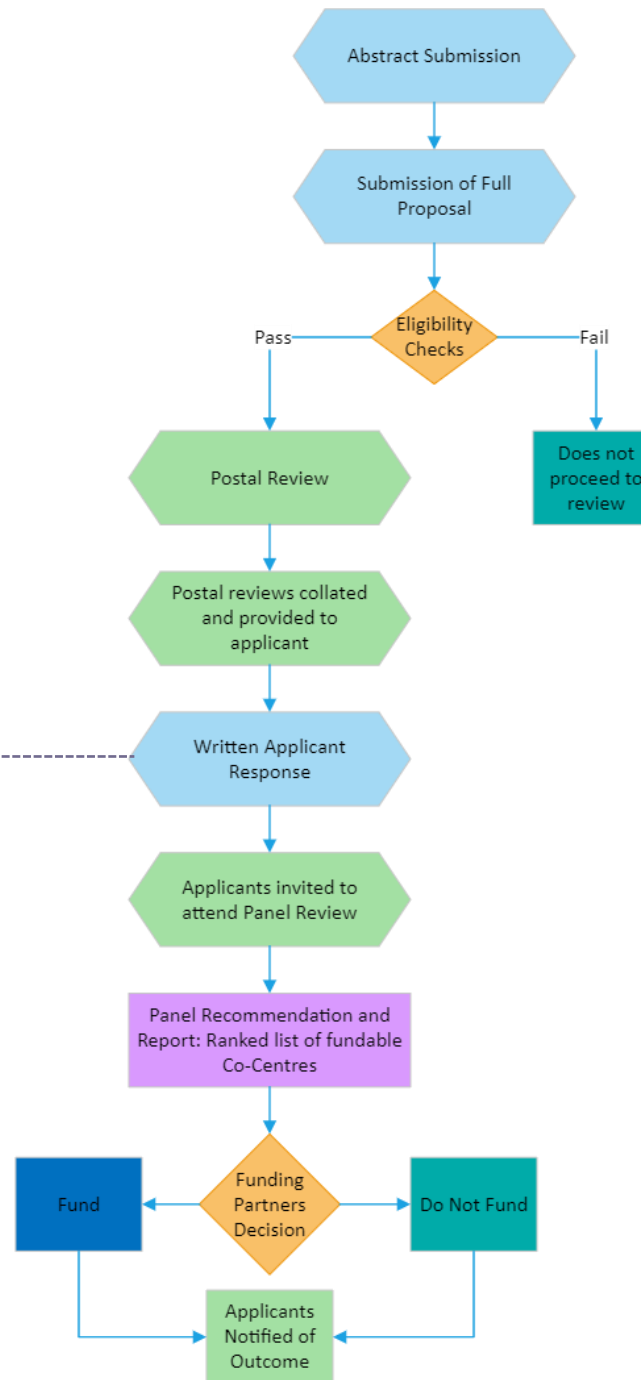 Abstract Submission
Submission of Full
Proposal
Eligibility
Checks
Pass
Fail
Postal Review
Does not
proceed to
review
Postal reviews collated
and provided to
applicant
Written Applicant
Response
Applicants invited to
attend Panel Review
Panel Recommendation and
Report: Ranked list of fundable
Co-Centres
Fund
Funding
Partners
Decision
Do Not Fund
Applicants
Notified of
Outcome